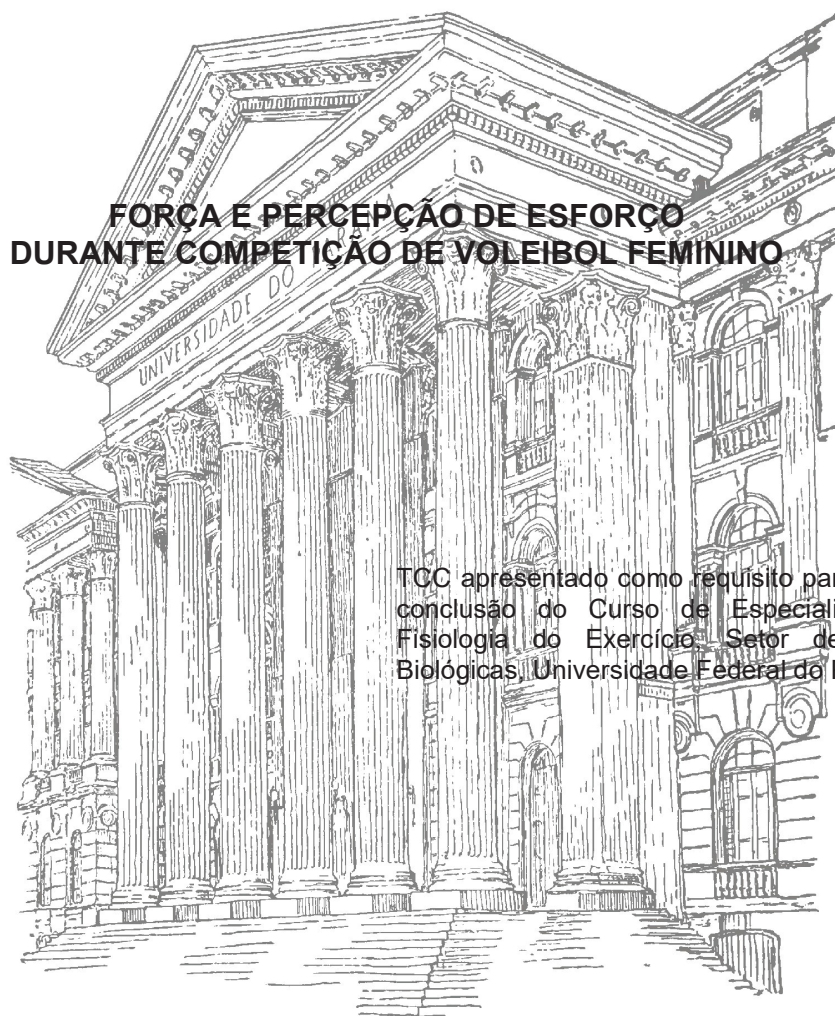 FORÇA E PERCEPÇÃO DE ESFORÇO
DURANTE COMPETIÇÃO DE VOLEIBOL FEMININO
UNIVERSIDADE DO
TCC apresentado como requisito par
conclusão do Curso de Especiali
Fisiologia do Exercício, Setor de
Biológicas, Universidade Federal do